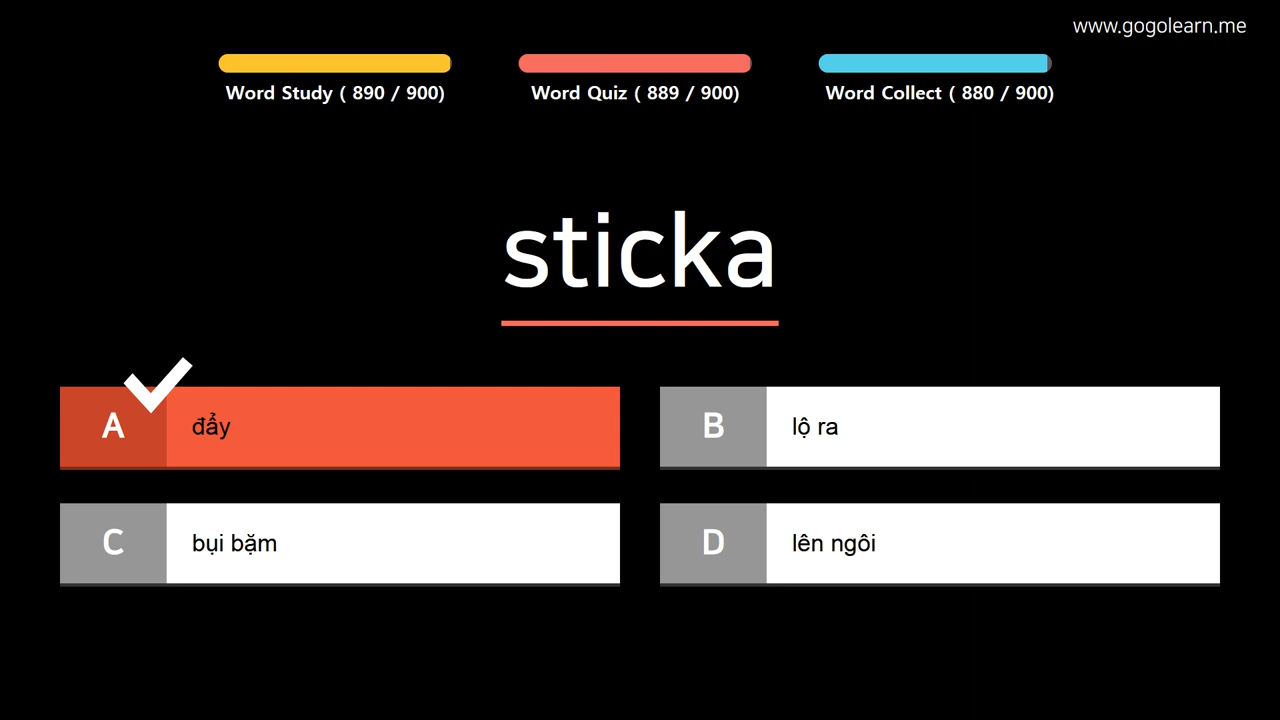 www.gogolearn.me
Word Study ( 890 / 900)
Word Quiz ( 889 / 900)
Word Collect ( 880 / 900)
sticka
A đẩy
B lộ ra
C bụi bặm
D lên ngôi